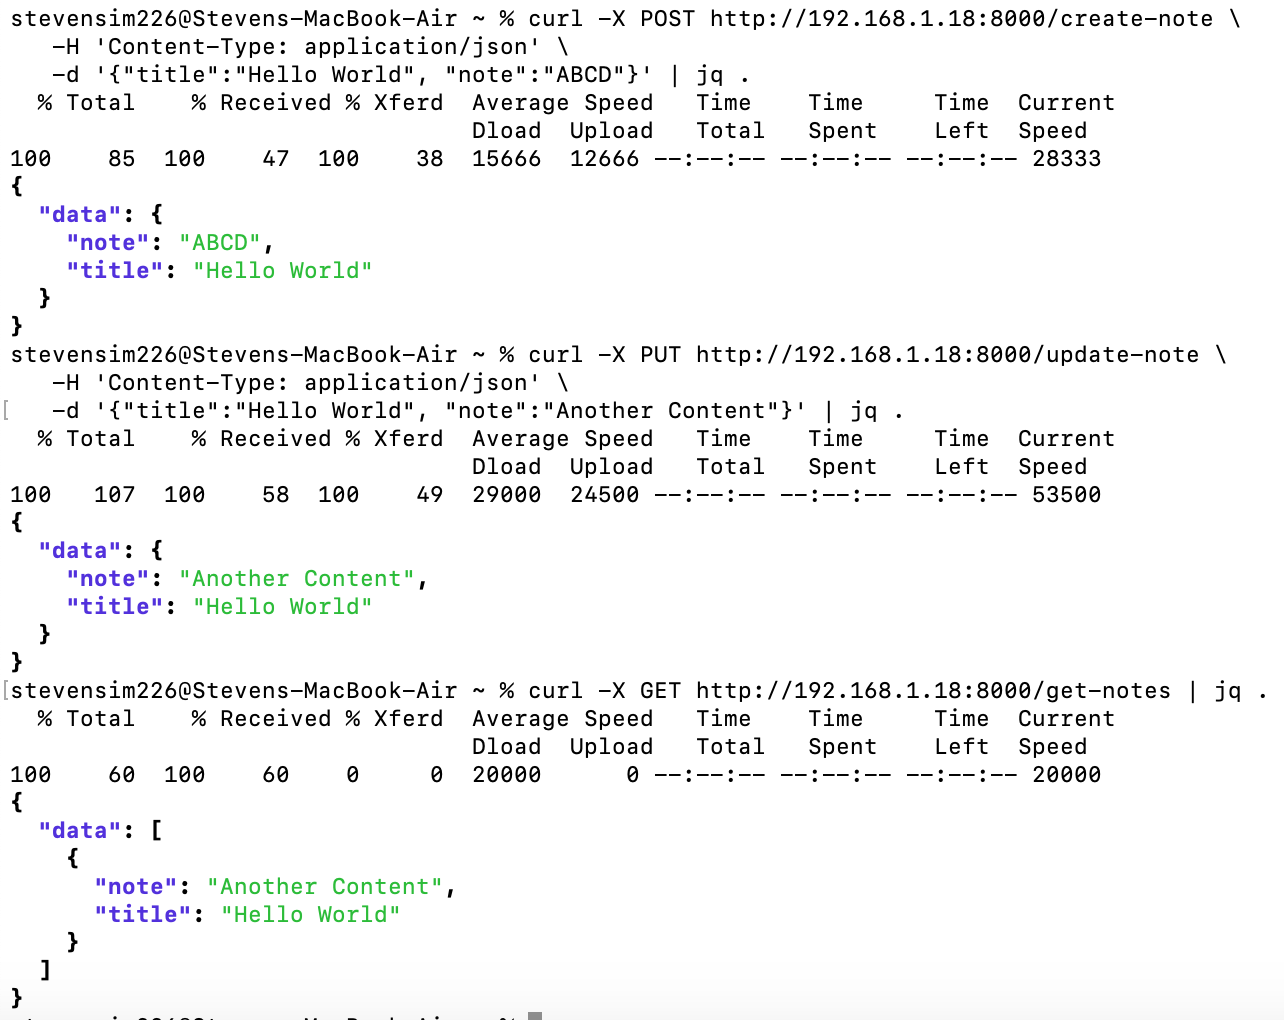 stevensim226@Stevens-MacBook-Air ~ % curl -X POST http://192.168.1.18:8000/create-note \
   -H 'Content-Type: application/json' \
   -d '{"title":"Hello World", "note":"ABCD"}' | jq .
  % Total    % Received % Xferd  Average Speed   Time    Time     Time  Current
                                 Dload  Upload   Total   Spent    Left  Speed
100    85  100    47  100    38  15666  12666 --:--:-- --:--:-- --:--:-- 28333
{
  "data": {
    "note": "ABCD",
    "title": "Hello World"
  }
}
stevensim226@Stevens-MacBook-Air ~ % curl -X PUT http://192.168.1.18:8000/update-note \
   -H 'Content-Type: application/json' \
[   -d '{"title":"Hello World", "note":"Another Content"}' | jq .
  % Total    % Received % Xferd  Average Speed   Time    Time     Time  Current
                                 Dload  Upload   Total   Spent    Left  Speed
100   107  100    58  100    49  29000  24500 --:--:-- --:--:-- --:--:-- 53500
{
  "data": {
    "note": "Another Content",
    "title": "Hello World"
  }
}
[stevensim226@Stevens-MacBook-Air ~ % curl -X GET http://192.168.1.18:8000/get-notes | jq .
  % Total    % Received % Xferd  Average Speed   Time    Time     Time  Current
                                 Dload  Upload   Total   Spent    Left  Speed
100    60  100    60    0     0  20000      0 --:--:-- --:--:-- --:--:-- 20000
{
  "data": [
    {
      "note": "Another Content",
      "title": "Hello World"
    }
  ]
}